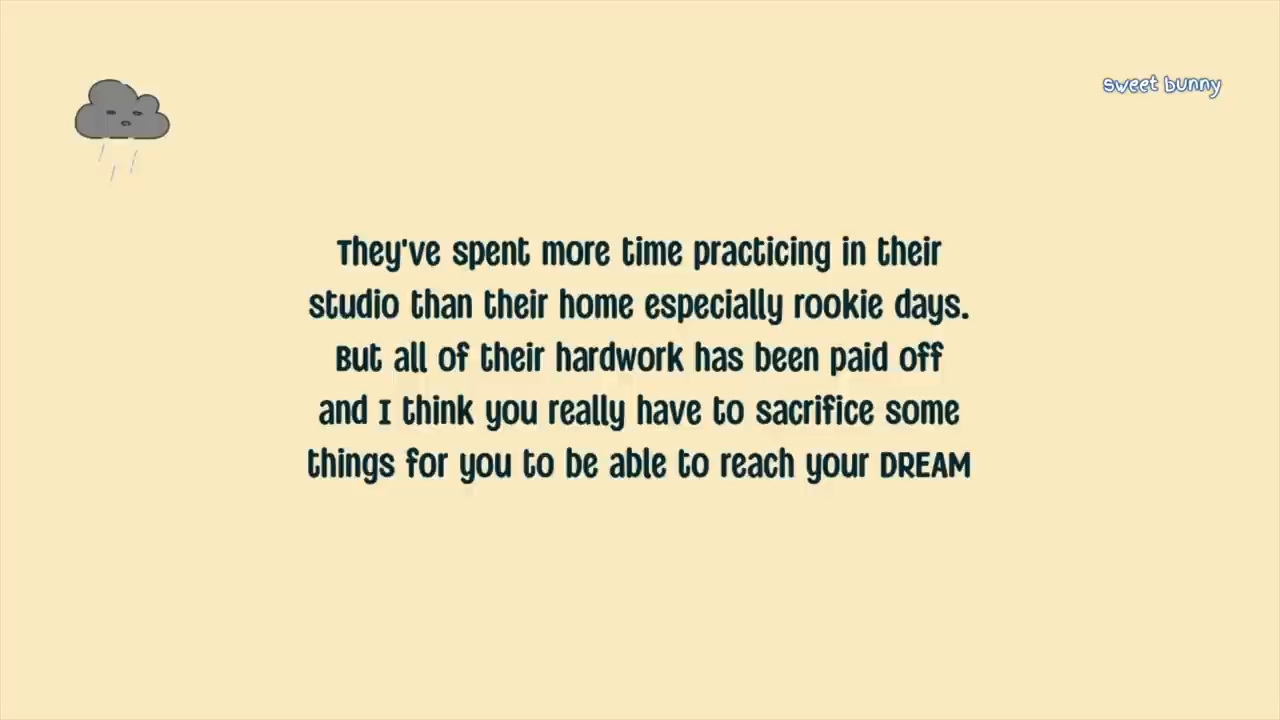 sweet bunny
They've spent more time practicing in their
studio than their home especially rookie days.
But all of their hardwork has been paid off
and I think you really have to sacrifice some
things for you to be able to reach your DREAM